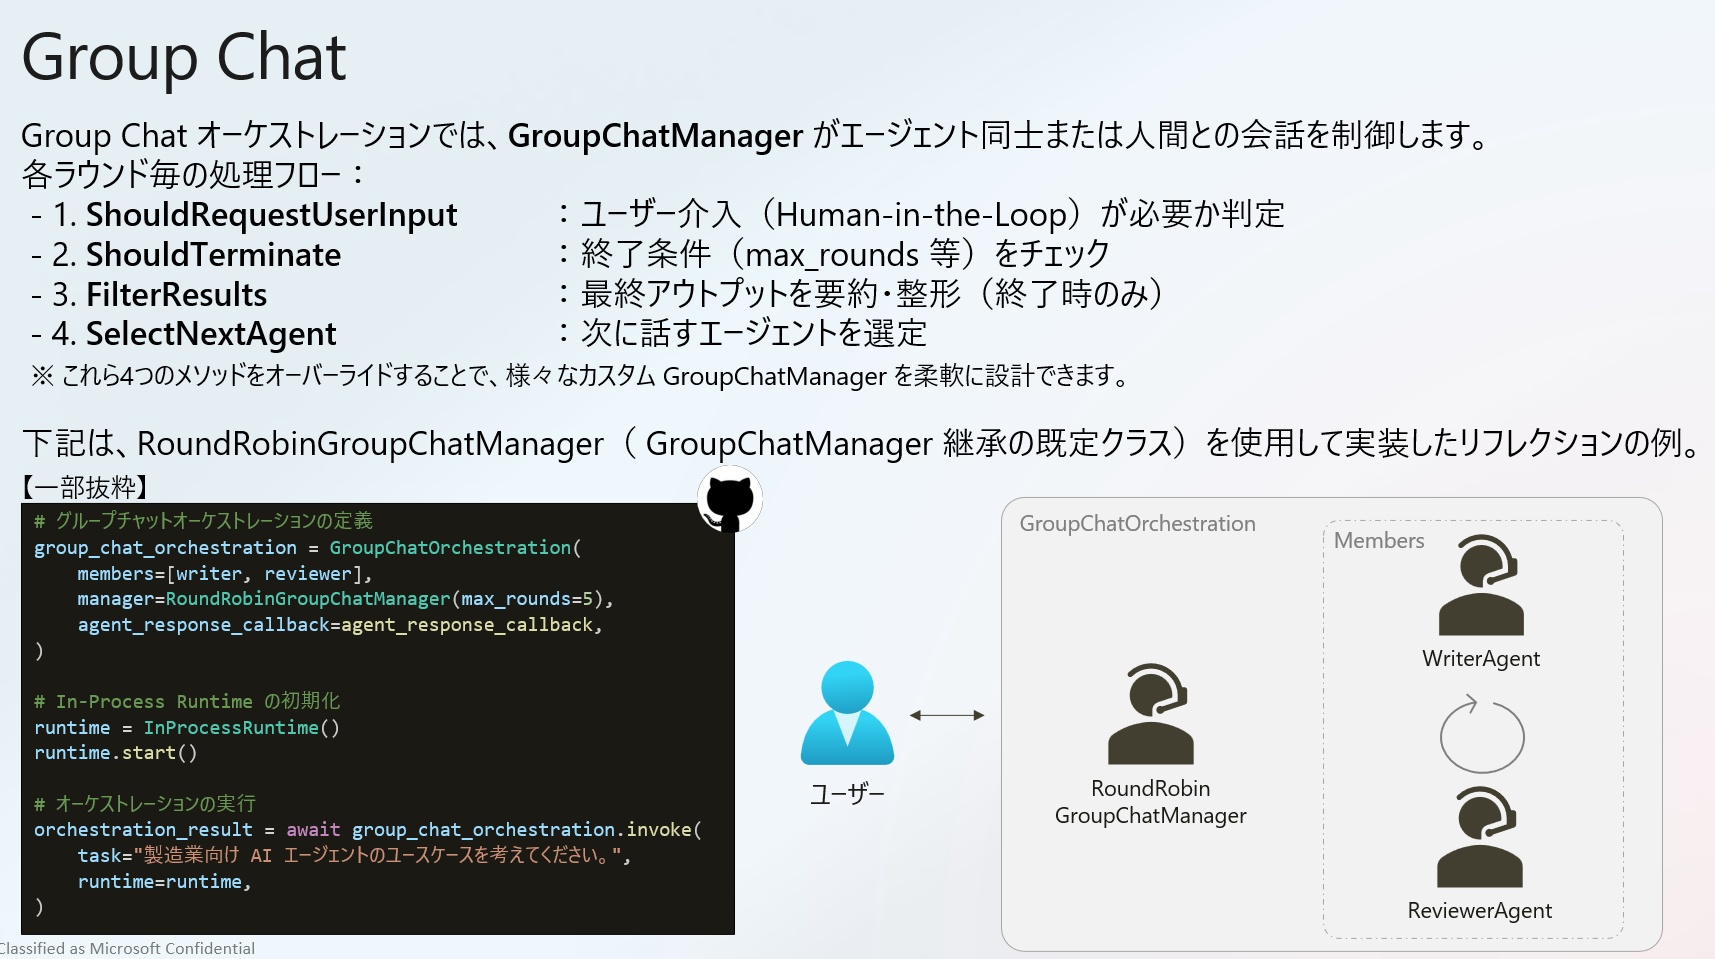 Group Chat
Group Chat オーケストレーションでは、GroupChatManager がエージェント同士または人間との会話を制御します。
各ラウンド毎の処理フロー：
- 1. ShouldRequestUserInput ：ユーザー介入（Human-in-the-Loop）が必要か判定
- 2. ShouldTerminate ：終了条件（max_rounds 等）をチェック
- 3. FilterResults ：最終アウトプットを要約・整形（終了時のみ）
- 4. SelectNextAgent ：次に話すエージェントを選定
※ これら4つのメソッドをオーバーライドすることで、様々なカスタム GroupChatManager を柔軟に設計できます。
下記は、RoundRobinGroupChatManager（ GroupChatManager 継承の既定クラス）を使用して実装したリフレクションの例。
【一部抜粋】
# グループチャットオーケストレーションの定義
group_chat_orchestration = GroupChatOrchestration(
    members=[writer, reviewer],
    manager=RoundRobinGroupChatManager(max_rounds=5),
    agent_response_callback=agent_response_callback,
)
# In-Process Runtime の初期化
runtime = InProcessRuntime()
runtime.start()
# オーケストレーションの実行
orchestration_result = await group_chat_orchestration.invoke(
    task="製造業向け AI エージェントのユースケースを考えてください。",
    runtime=runtime,
)
ユーザー
GroupChatOrchestration
RoundRobin
GroupChatManager
Members
WriterAgent
ReviewerAgent
Classified as Microsoft Confidential